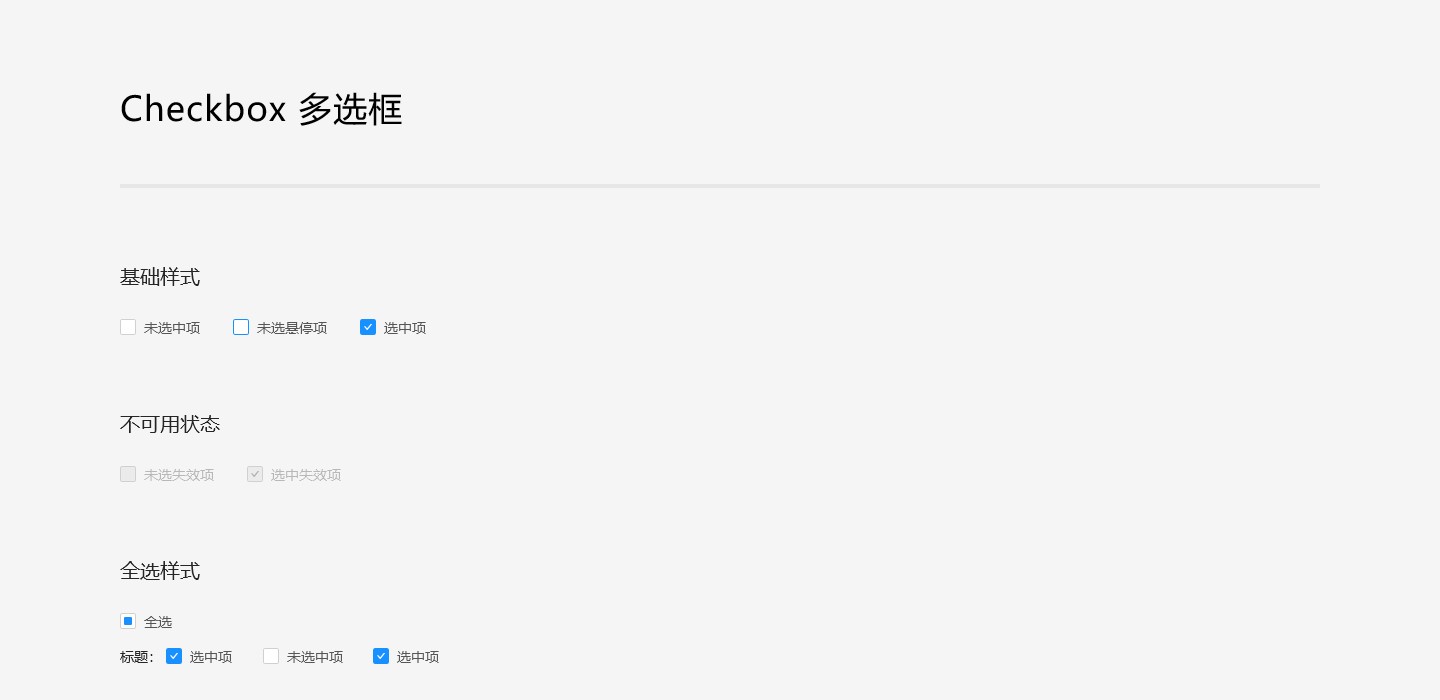 Checkbox 多选框
基础样式
未选中项 未选悬停项 选中项
不可用状态
未选失效项 选中失效项
全选样式
全选
标题: 选中项 未选中项 选中项